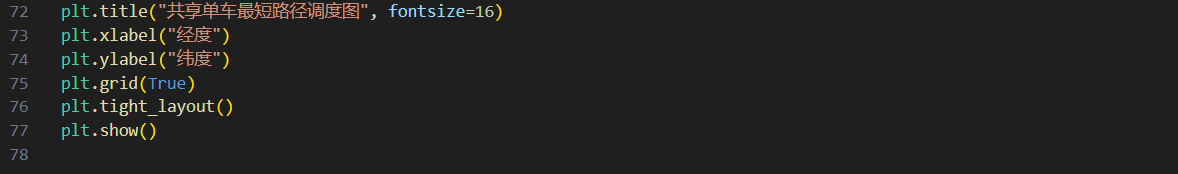 72 plt.title("共享单车最短路径调度图", fontsize=16)
73 plt.xlabel("经度")
74 plt.ylabel("纬度")
75 plt.grid(True)
76 plt.tight_layout()
77 plt.show()
78